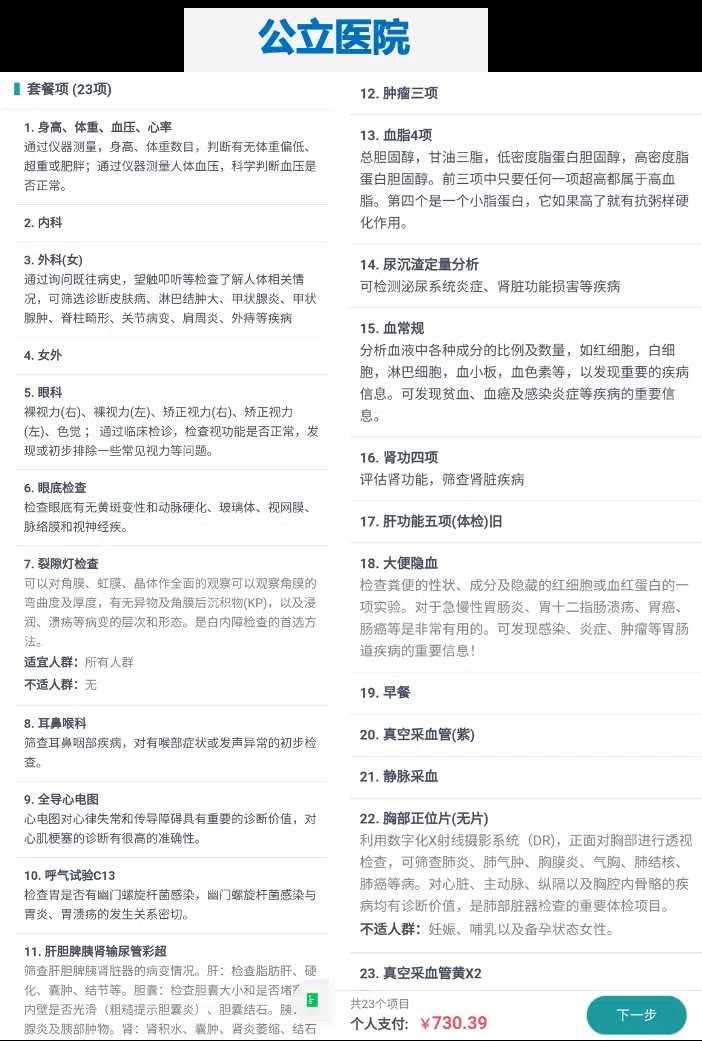 公立医院
套餐项 (23项)
1. 身高、体重、血压、心率
通过仪器测量，身高、体重数目，判断有无体重偏低、
超重或肥胖；通过仪器测量人体血压，科学判断血压是
否正常。
2. 内科
3. 外科(女)
通过询问既往病史，望触叩听等检查了解人体相关情
况，可筛选诊断皮肤病、淋巴结肿大、甲状腺炎、甲状
腺肿、脊柱畸形、关节病变、肩周炎、外痔等疾病
4. 女外
5. 眼科
裸视力(右)、裸视力(左)、矫正视力(右)、矫正视力
(左)、色觉 ； 通过临床检诊，检查视功能是否正常，发
现或初步排除一些常见视力等问题。
6. 眼底检查
检查眼底有无黄斑变性和动脉硬化、玻璃体、视网膜、
脉络膜和视神经疾。
7. 裂隙灯检查
可以对角膜、虹膜、晶体作全面的观察可以观察角膜的
弯曲度及厚度，有无异物及角膜后沉积物(KP)，以及浸
润、溃疡等病变的层次和形态。是白内障检查的首选方
法。
适宜人群：所有人群
不适人群：无
8. 耳鼻喉科
筛查耳鼻咽部疾病，对有喉部症状或发声异常的初步检
查。
9. 全导心电图
心电图对心律失常和传导障碍具有重要的诊断价值，对
心肌梗塞的诊断有很高的准确性。
10. 呼气试验C13
检查胃是否有幽门螺旋杆菌感染，幽门螺旋杆菌感染与
胃炎、胃溃疡的发生关系密切。
11. 肝胆脾胰肾输尿管彩超
筛查肝胆脾胰肾脏器的病变情况。肝：检查脂肪肝、硬
化、囊肿、结节等。胆囊：检查胆囊大小和是否堵
内壁是否光滑（粗糙提示胆囊炎）、胆囊结石。胰
腺炎及胰部肿物。肾：肾积水、囊肿、肾炎萎缩、结石
12. 肿瘤三项
13. 血脂4项
总胆固醇，甘油三脂，低密度脂蛋白胆固醇，高密度脂
蛋白胆固醇。前三项中只要任何一项超高都属于高血
脂。第四个是一个小脂蛋白，它如果高了就有抗粥样硬
化作用。
14. 尿沉渣定量分析
可检测泌尿系统炎症、肾脏功能损害等疾病
15. 血常规
分析血液中各种成分的比例及数量，如红细胞，白细
胞，淋巴细胞，血小板，血色素等，以发现重要的疾病
信息。可发现贫血、血癌及感染炎症等疾病的重要信
息。
16. 肾功四项
评估肾功能，筛查肾脏疾病
17. 肝功能五项(体检)旧
18. 大便隐血
检查粪便的性状、成分及隐藏的红细胞或血红蛋白的一
项实验。对于急慢性胃肠炎、胃十二指肠溃疡、胃癌、
肠癌等是非常有用的。可发现感染、炎症、肿瘤等胃肠
道疾病的重要信息！
19. 早餐
20. 真空采血管(紫)
21. 静脉采血
22. 胸部正位片(无片)
利用数字化X射线摄影系统（DR)，正面对胸部进行透视
检查，可筛查肺炎、肺气肿、胸膜炎、气胸、肺结核、
肺癌等病。对心脏、主动脉、纵隔以及胸腔内骨骼的疾
病均有诊断价值，是肺部脏器检查的重要体检项目。
不适人群：妊娠、哺乳以及备孕状态女性。
23. 真空采血管黄X2
共23个项目
个人支付: ￥730.39
下一步